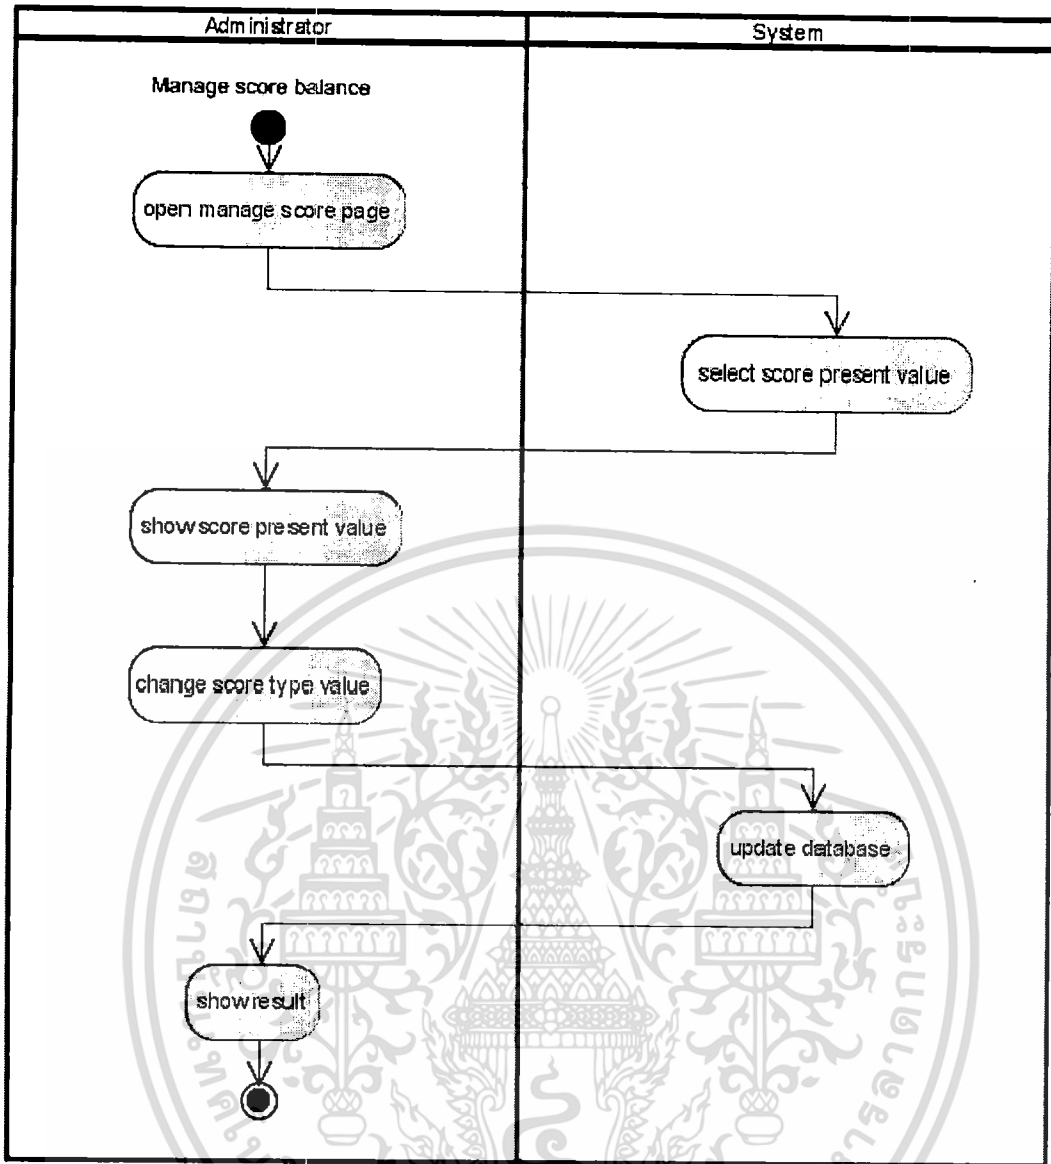 Administrator
System
Manage score balance
open manage score page
select score present value
show score present value
change score type value
update database
show result